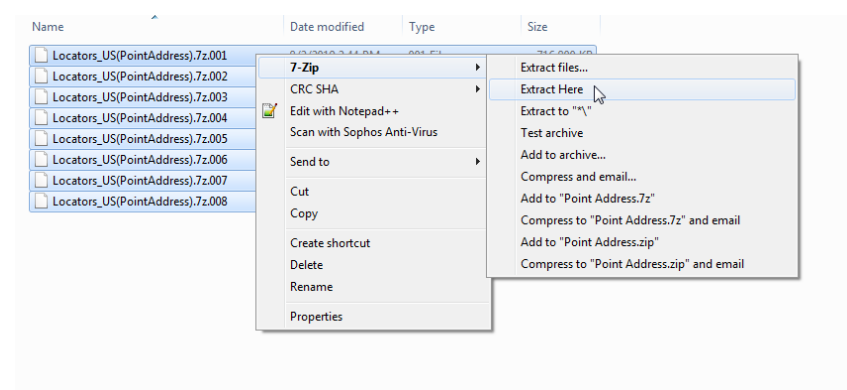 Name Date modified Type Size
Locators_US(PointAddress).7z.001
Locators_US(PointAddress).7z.002
Locators_US(PointAddress).7z.003
Locators_US(PointAddress).7z.004
Locators_US(PointAddress).7z.005
Locators_US(PointAddress).7z.006
Locators_US(PointAddress).7z.007
Locators_US(PointAddress).7z.008
7-Zip
CRC SHA
Edit with Notepad++
Scan with Sophos Anti-Virus
Send to
Cut
Copy
Create shortcut
Delete
Rename
Properties
Extract files...
Extract Here
Extract to "*\"
Test archive
Add to archive...
Compress and email...
Add to "Point Address.7z"
Compress to "Point Address.7z" and email
Add to "Point Address.zip"
Compress to "Point Address.zip" and email